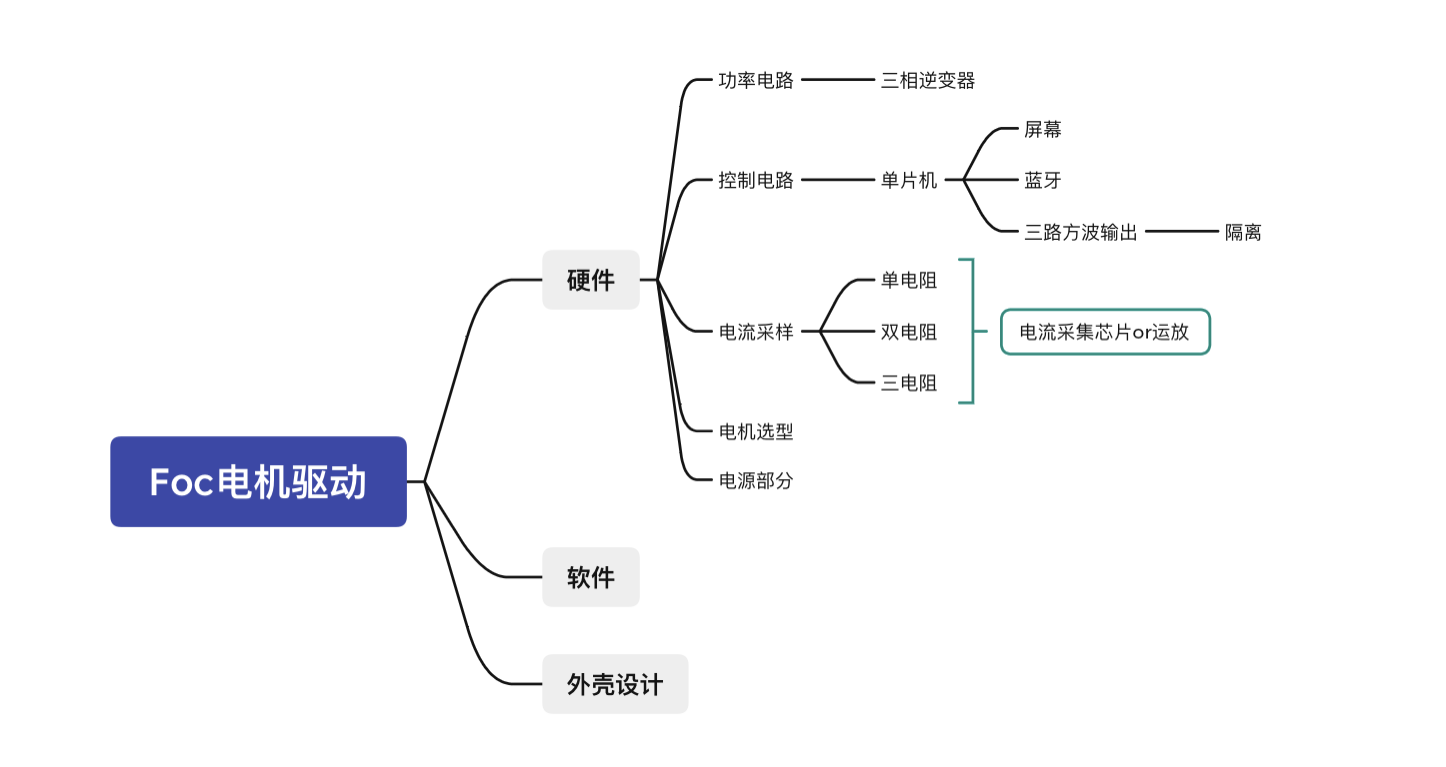 Foc电机驱动
硬件
功率电路
三相逆变器
控制电路
单片机
屏幕
蓝牙
三路方波输出
隔离
电流采样
单电阻
双电阻
三电阻
电流采集芯片or运放
电机选型
电源部分
软件
外壳设计